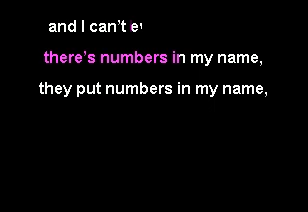 and I can't
there's numbers in my name,
they put numbers in my name,